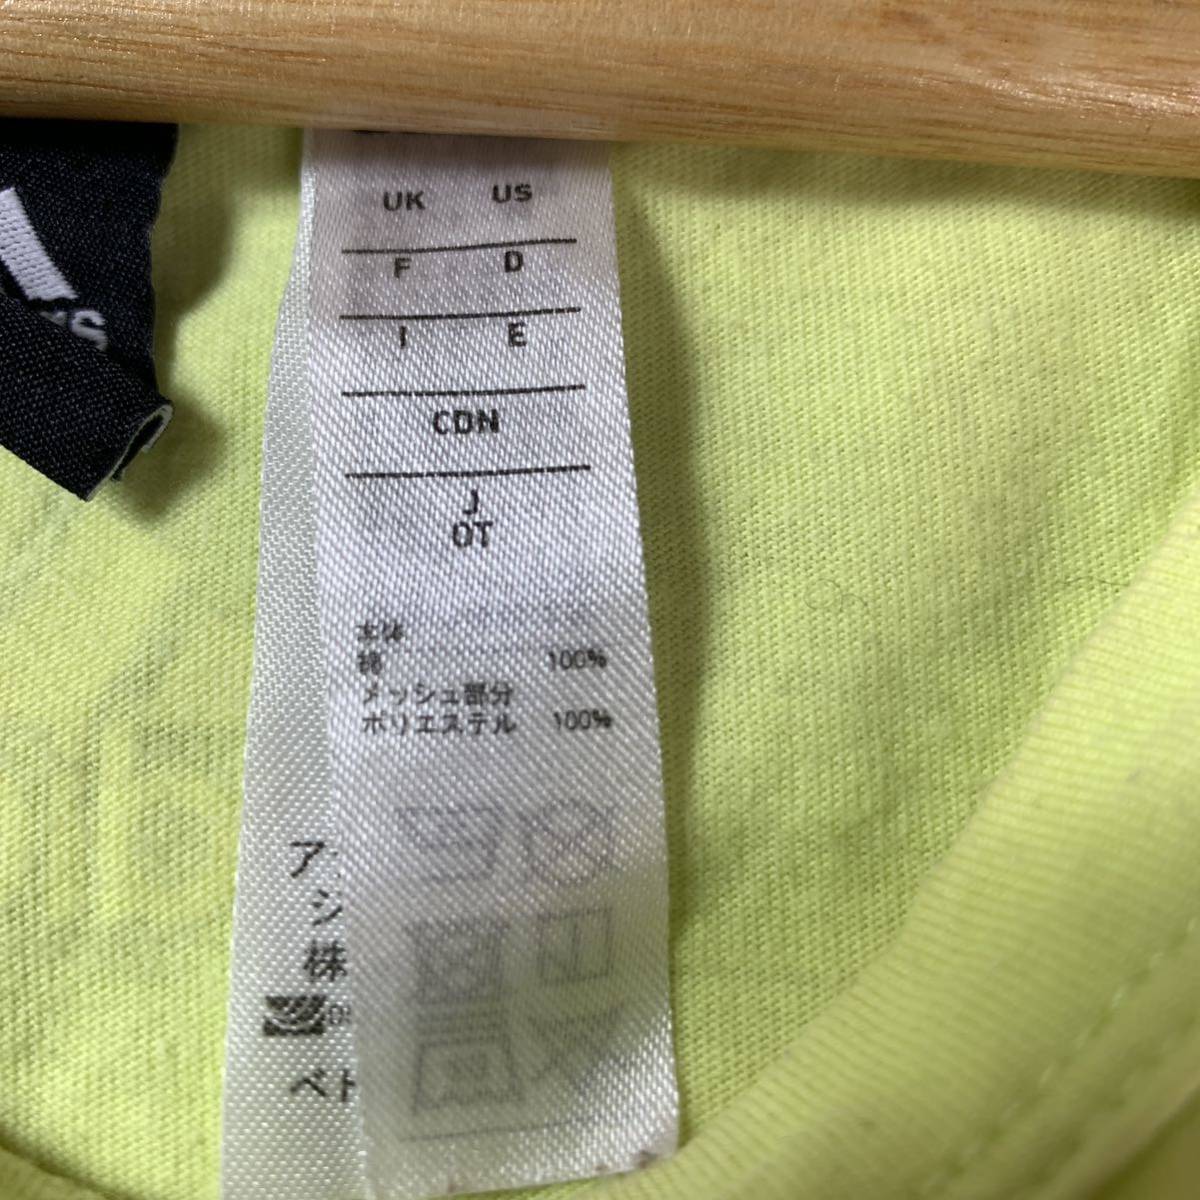 UK US
F D
I E
CDN
J
OT
本体
綿 100%
メッシュ部分
ポリエステル 100%
ア
シ
株
ベト